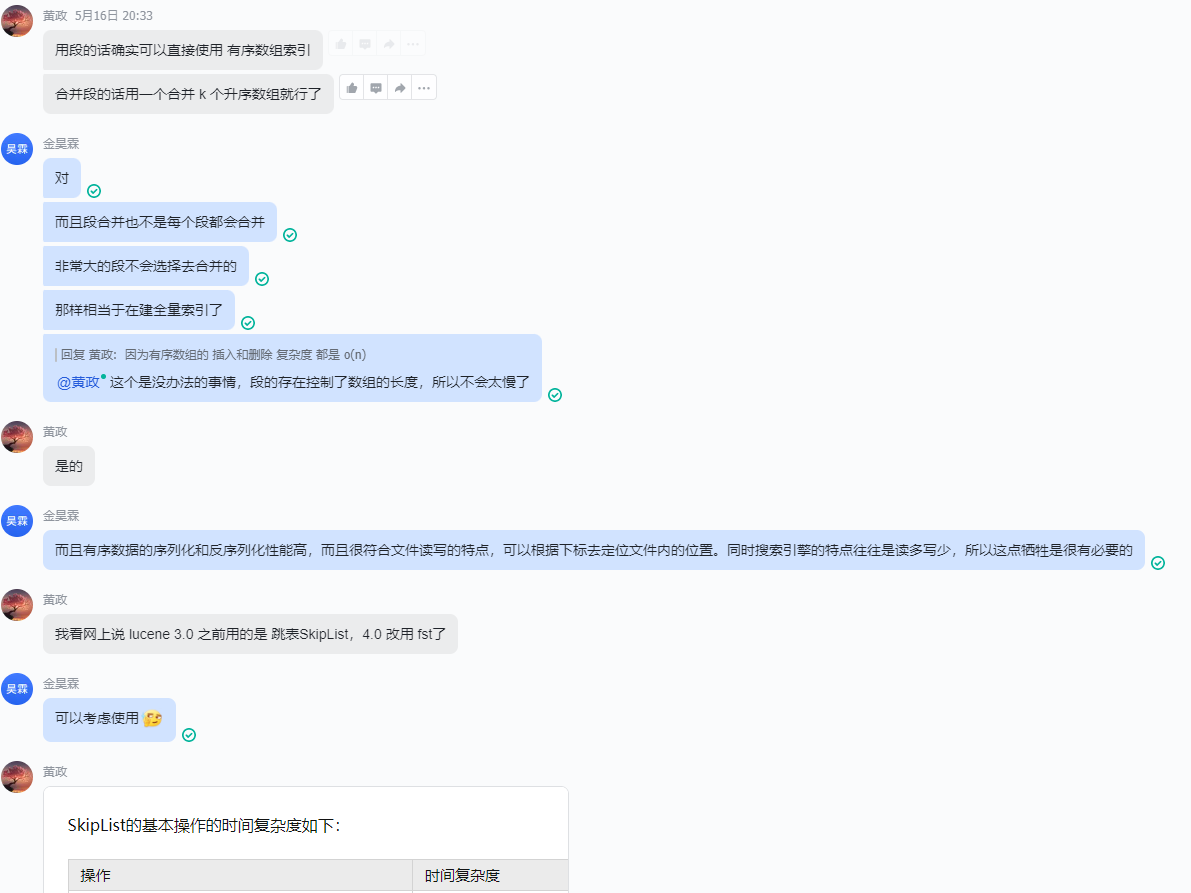 黄政 5月16日 20:33
用段的话确实可以直接使用 有序数组索引
合并段的话用一个合并 k 个升序数组就行了
昊霖
金昊霖
对
而且段合并也不是每个段都会合并
非常大的段不会选择去合并的
那样相当于在建全量索引了
回复 黄政: 因为有序数组的 插入和删除 复杂度 都是 o(n)
@黄政 这个是没办法的事情，段的存在控制了数组的长度，所以不会太慢了
黄政
是的
昊霖
金昊霖
而且有序数据的序列化和反序列化性能高，而且很符合文件读写的特点，可以根据下标去定位文件内的位置。同时搜索引擎的特点往往是读多写少，所以这点牺牲是很有必要的
黄政
我看网上说 lucene 3.0 之前用的是 跳表SkipList，4.0 改用 fst了
昊霖
金昊霖
可以考虑使用
黄政
SkipList的基本操作的时间复杂度如下：
操作 时间复杂度